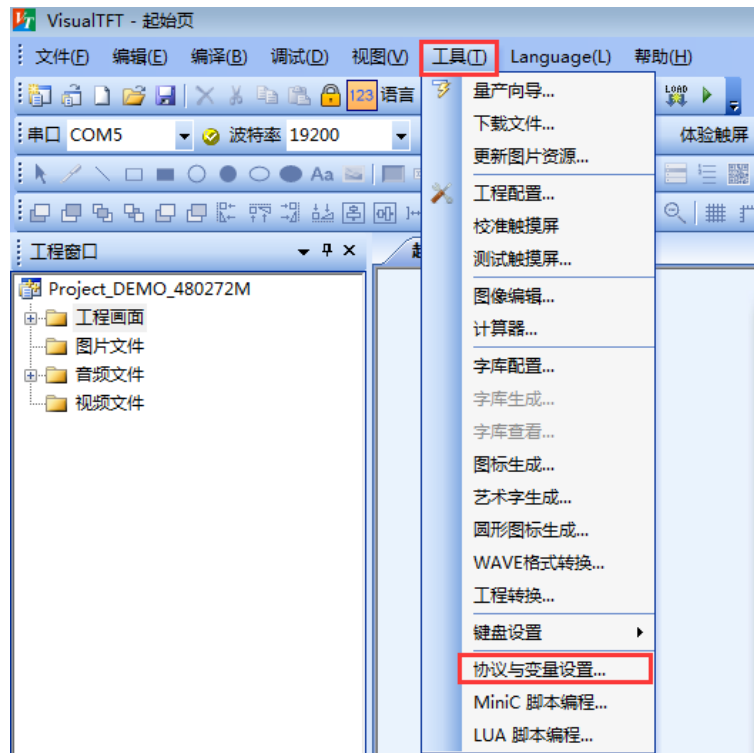 VisualTFT - 起始页
文件(F) 编辑(E) 编译(B) 调试(D) 视图(V) 工具(T) Language(L) 帮助(H)
123 语言 LOAD
串口 COM5 波特率 19200 体验触屏
Aa
工程窗口
Project_DEMO_480272M
工程画面
图片文件
音频文件
视频文件
量产向导...
下载文件...
更新图片资源...
工程配置...
校准触摸屏
测试触摸屏...
图像编辑...
计算器...
字库配置...
字库生成...
字库查看...
图标生成...
艺术字生成...
圆形图标生成...
WAVE格式转换...
工程转换...
键盘设置
协议与变量设置...
MiniC 脚本编程...
LUA 脚本编程...